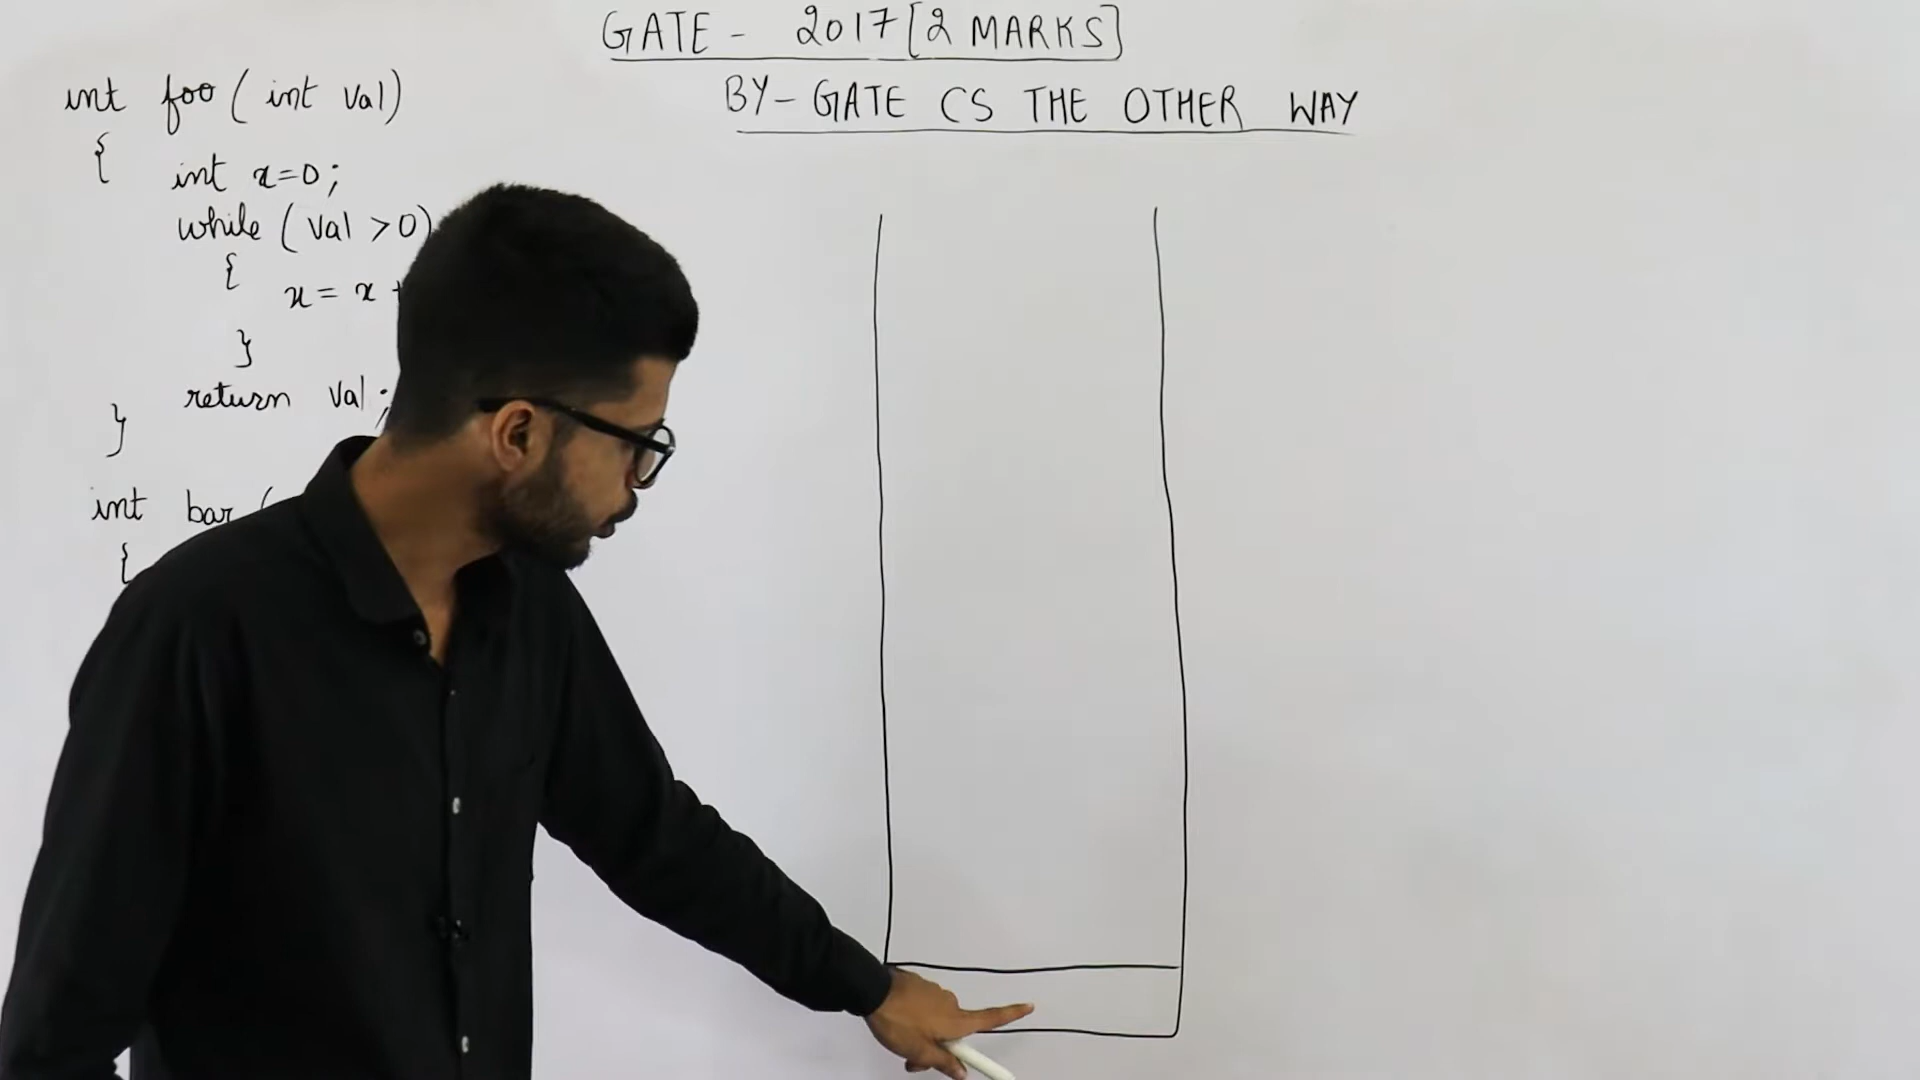 GATE - 2017 [2 MARKS]
BY - GATE CS THE OTHER WAY
int foo ( int val)
{
int x=0;
while ( val >0)
{
x = x +
}
return val;
}
int bar (
{